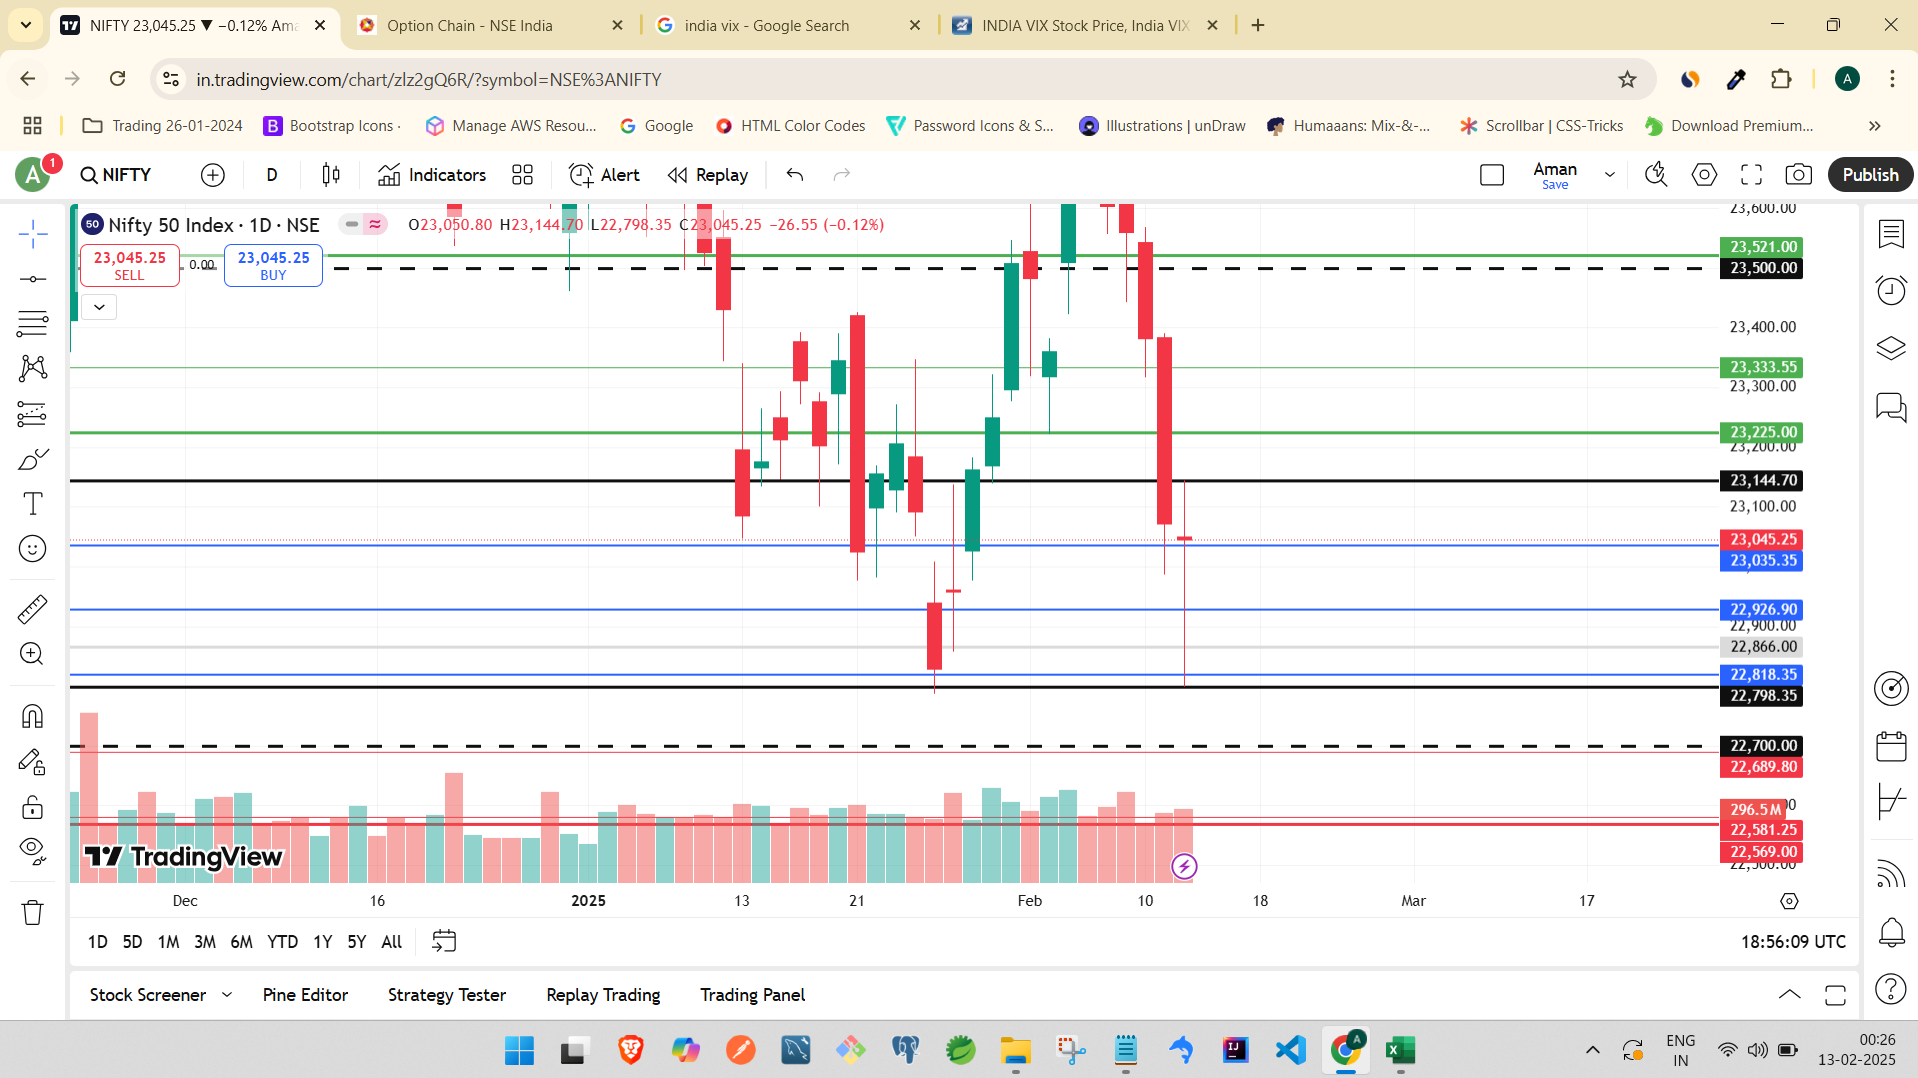 NIFTY 23,045.25 ▼ −0.12% Ama
Option Chain - NSE India
india vix - Google Search
INDIA VIX Stock Price, India VIX
in.tradingview.com/chart/zlz2gQ6R/?symbol=NSE%3ANIFTY
A
Trading 26-01-2024
Bootstrap Icons ·
Manage AWS Resou...
Google
HTML Color Codes
Password Icons & S...
Illustrations | unDraw
Humaaans: Mix-&-...
Scrollbar | CSS-Tricks
Download Premium...
A
1
NIFTY
D
Indicators
Alert
Replay
Aman
Save
Publish
50
Nifty 50 Index · 1D · NSE
O23,050.80 H23,144.70 L22,798.35 C23,045.25 −26.55 (−0.12%)
23,045.25
SELL
0.00
23,045.25
BUY
23,600.00
23,521.00
23,500.00
23,400.00
23,333.55
23,300.00
23,225.00
23,200.00
23,144.70
23,100.00
23,045.25
23,035.35
22,926.90
22,900.00
22,866.00
22,818.35
22,798.35
22,700.00
22,689.80
296.5M
22,581.25
22,569.00
22,500.00
TradingView
Dec
16
2025
13
21
Feb
10
18
Mar
17
1D
5D
1M
3M
6M
YTD
1Y
5Y
All
18:56:09 UTC
Stock Screener
Pine Editor
Strategy Tester
Replay Trading
Trading Panel
A
ENG
IN
00:26
13-02-2025